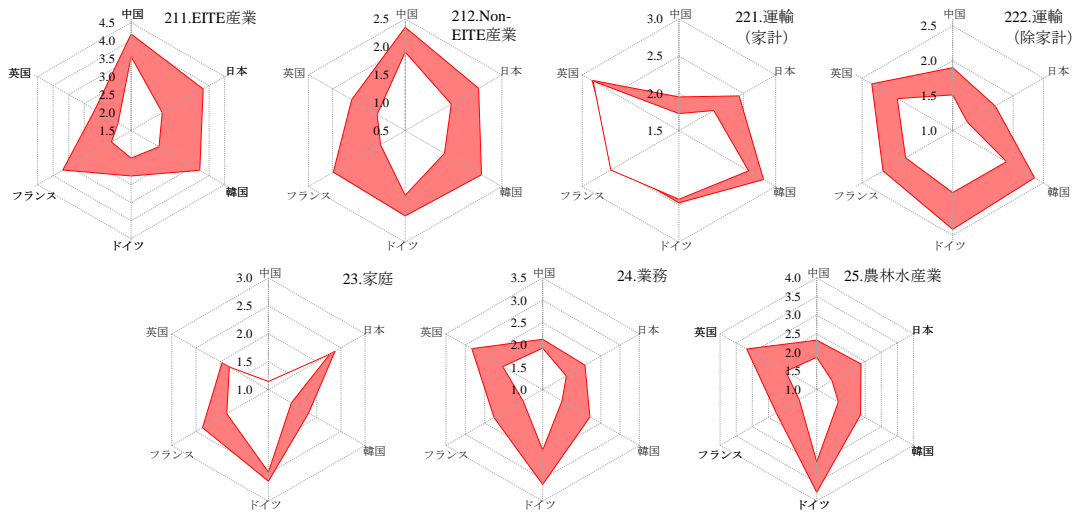 211.EITE産業
中国
4.5
4.0
3.5
3.0
2.5
2.0
1.5
日本
韓国
ドイツ
フランス
英国
212.Non-
EITE産業
中国
2.5
2.0
1.5
1.0
0.5
日本
韓国
ドイツ
フランス
英国
221.運輸
（家計）
中国
3.0
2.5
2.0
1.5
日本
韓国
ドイツ
フランス
英国
222.運輸
（除家計）
中国
2.5
2.0
1.5
1.0
日本
韓国
ドイツ
フランス
英国
23.家庭
中国
3.0
2.5
2.0
1.5
1.0
日本
韓国
ドイツ
フランス
英国
24.業務
中国
3.5
3.0
2.5
2.0
1.5
1.0
日本
韓国
ドイツ
フランス
英国
25.農林水産業
中国
4.0
3.5
3.0
2.5
2.0
1.5
1.0
日本
韓国
ドイツ
フランス
英国